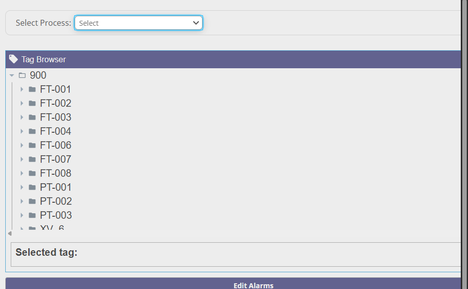 Select Process: Select
Tag Browser
900
FT-001
FT-002
FT-003
FT-004
FT-006
FT-007
FT-008
PT-001
PT-002
PT-003
Selected tag:
Edit Alarms